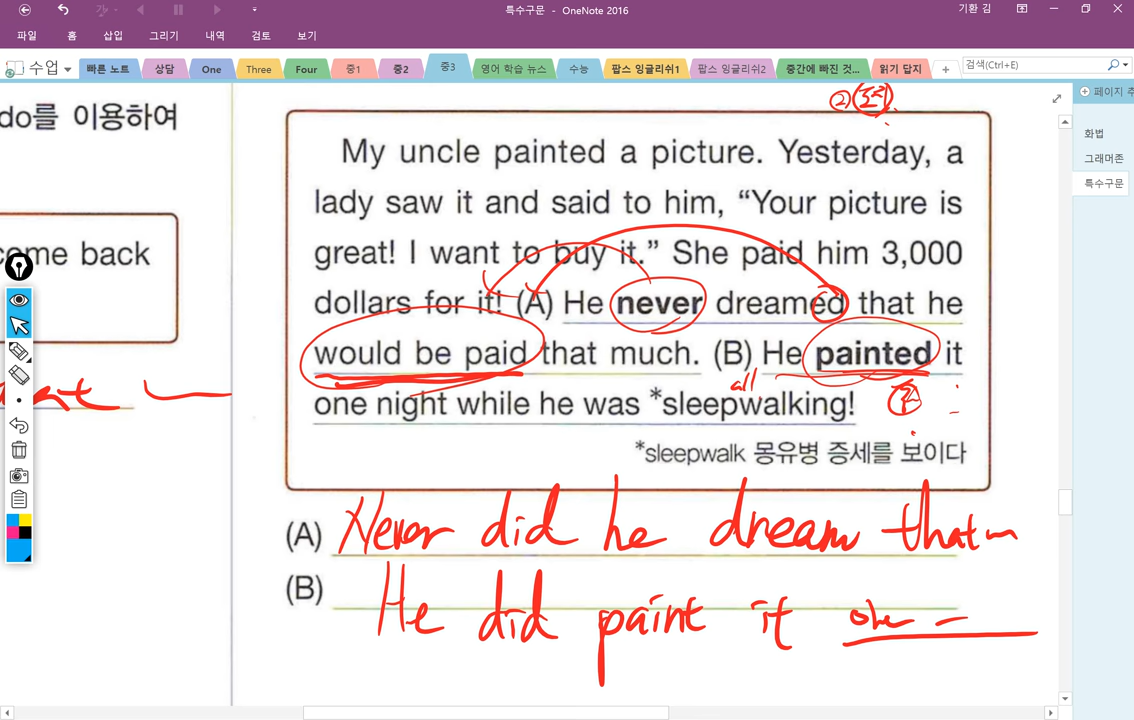 특수구문 - OneNote 2016
기환 김
파일 홈 삽입 그리기 내역 검토 보기
수업 빠른 노트 상담 One Three Four 중1 중2 중3 영어 학습 뉴스 수능 팝스 잉글리쉬1 팝스 잉글리쉬2 중간에 빠진 것... 읽기 답지 + 검색(Ctrl+E)
페이지 추
화법
그래머존
특수구문
do를 이용하여
come back
② 도치
My uncle painted a picture. Yesterday, a
lady saw it and said to him, “Your picture is
great! I want to buy it.” She paid him 3,000
dollars for it! (A) He never dreamed that he
would be paid that much. (B) He painted it
all
one night while he was *sleepwalking!
*sleepwalk 몽유병 증세를 보이다
(A) Never did he dream that
(B) He did paint it one